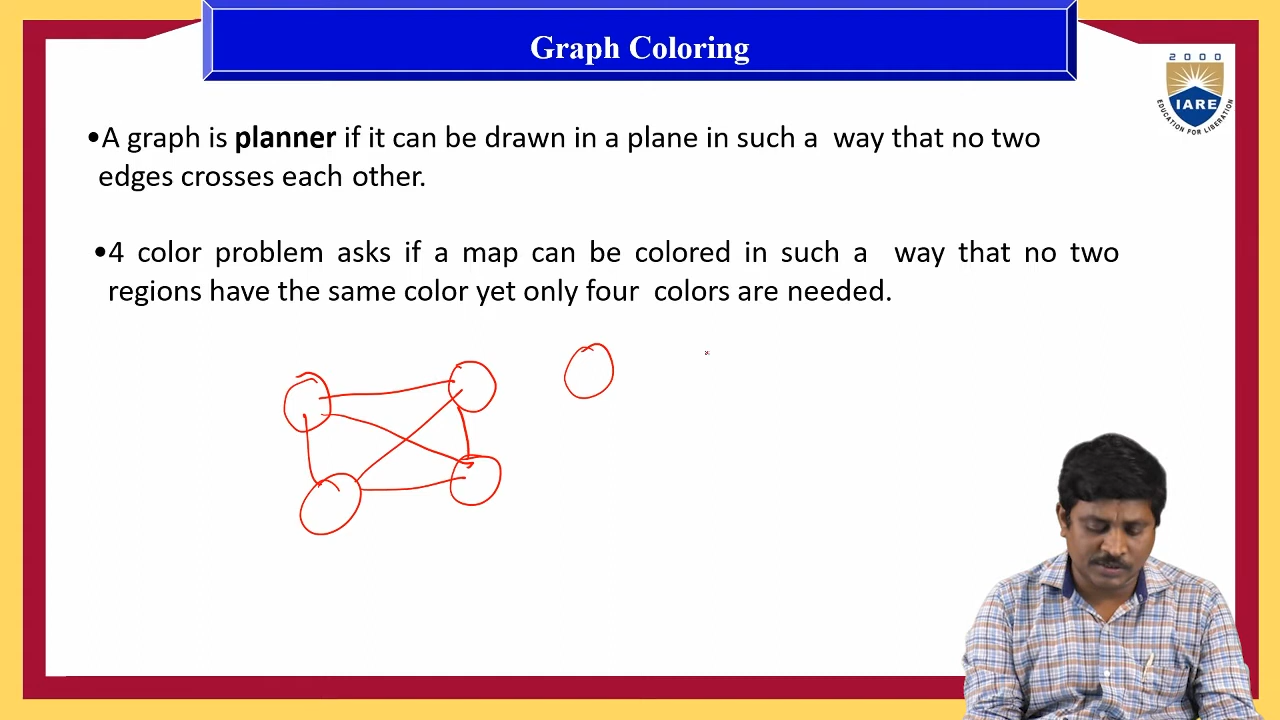 Graph Coloring
2000
IARE
EDUCATION FOR LIBERATION
•A graph is planner if it can be drawn in a plane in such a way that no two
edges crosses each other.
•4 color problem asks if a map can be colored in such a way that no two
regions have the same color yet only four colors are needed.